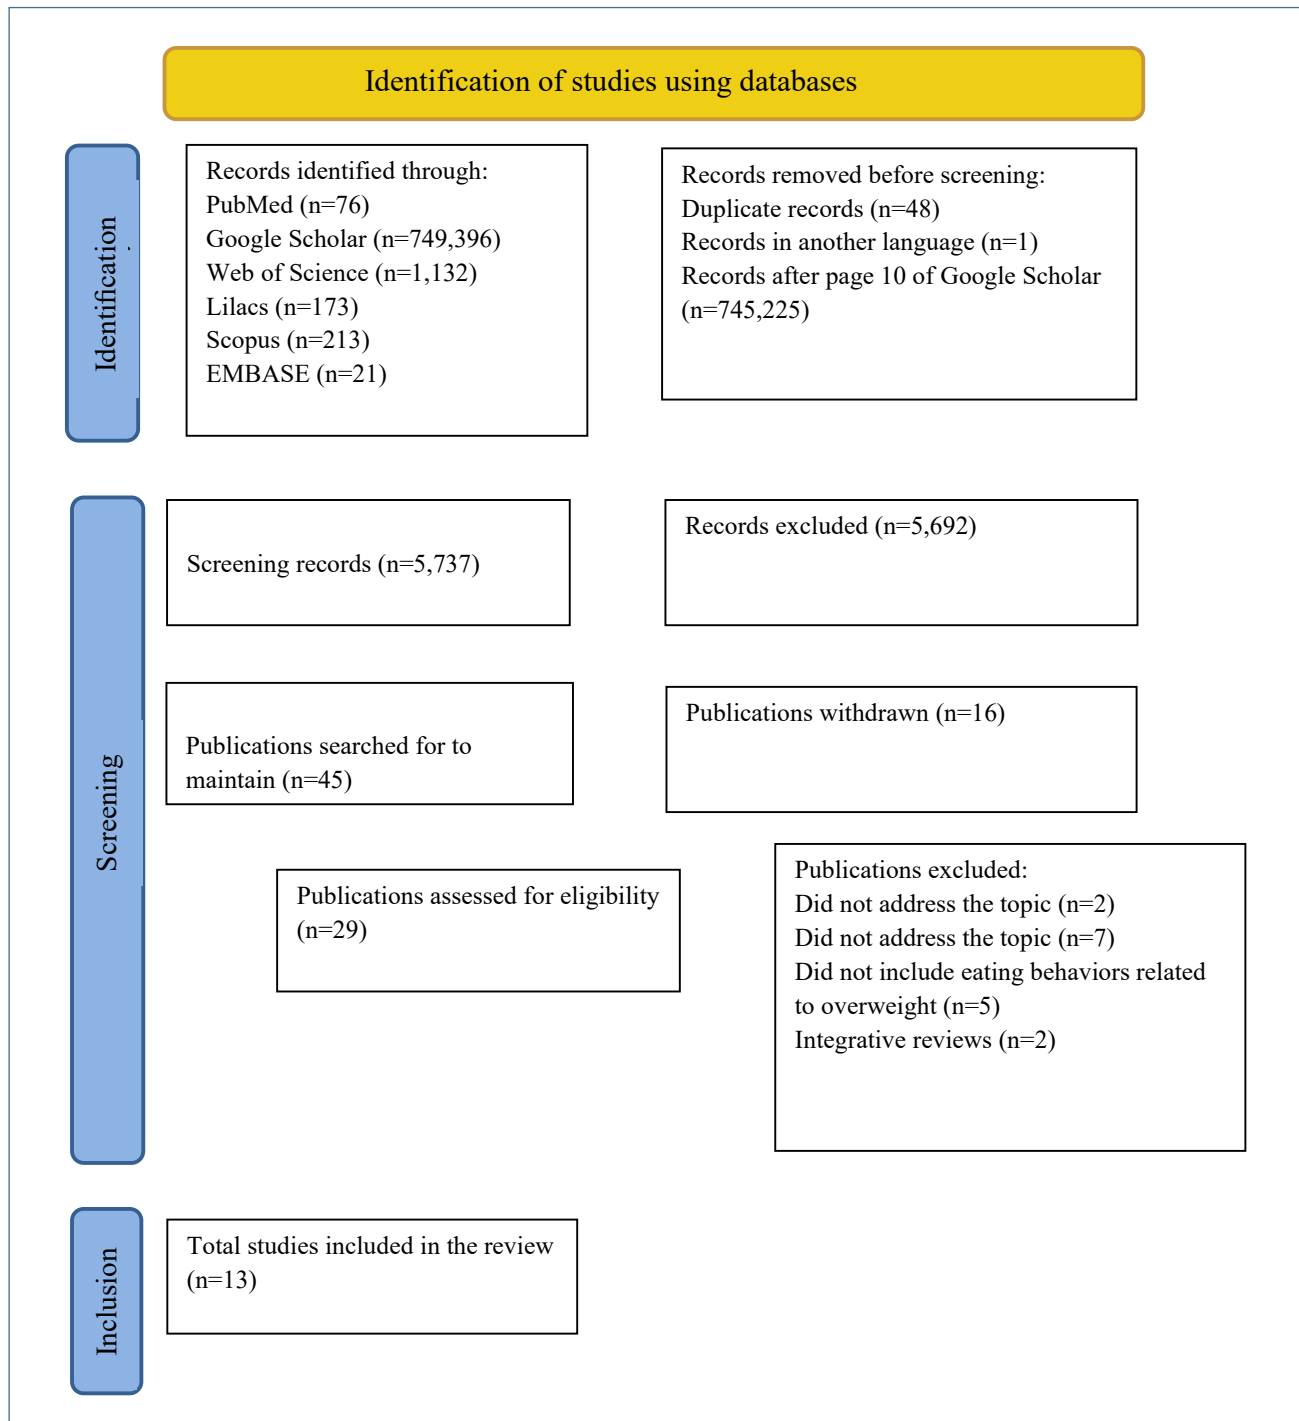 Identification of studies using databases
Identification
Records identified through:
PubMed (n=76)
Google Scholar (n=749,396)
Web of Science (n=1,132)
Lilacs (n=173)
Scopus (n=213)
EMBASE (n=21)
Records removed before screening:
Duplicate records (n=48)
Records in another language (n=1)
Records after page 10 of Google Scholar
(n=745,225)
Screening
Screening records (n=5,737)
Records excluded (n=5,692)
Publications searched for to
maintain (n=45)
Publications withdrawn (n=16)
Publications assessed for eligibility
(n=29)
Publications excluded:
Did not address the topic (n=2)
Did not address the topic (n=7)
Did not include eating behaviors related
to overweight (n=5)
Integrative reviews (n=2)
Inclusion
Total studies included in the review
(n=13)